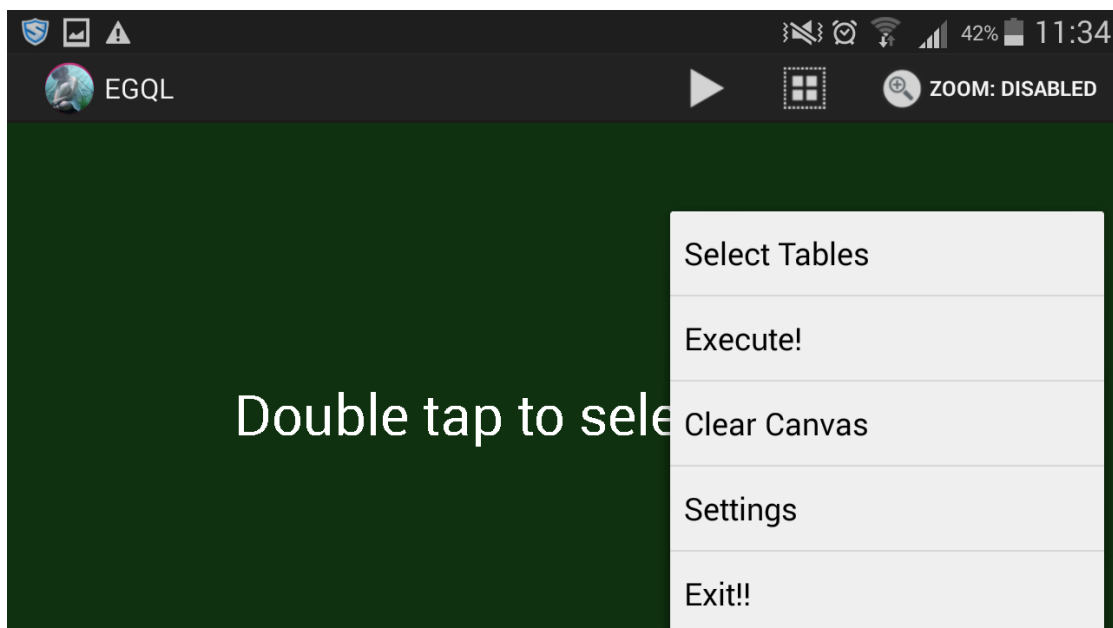 42% 11:34
EGQL ZOOM: DISABLED
Select Tables
Execute!
Double tap to sele
Clear Canvas
Settings
Exit!!